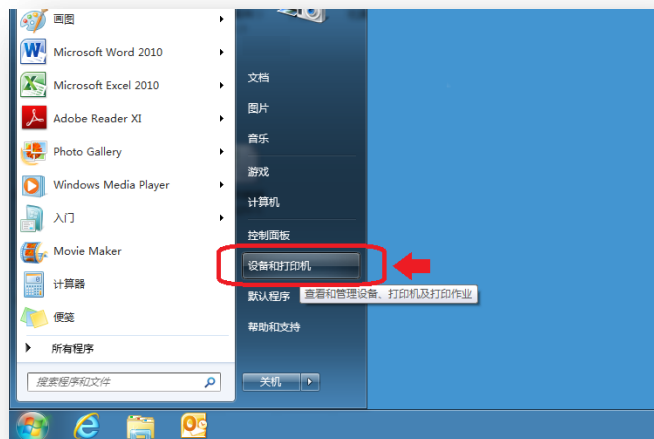 画图
Microsoft Word 2010
Microsoft Excel 2010
Adobe Reader XI
Photo Gallery
Windows Media Player
入门
Movie Maker
计算器
便笺
所有程序
搜索程序和文件
文档
图片
音乐
游戏
计算机
控制面板
设备和打印机
默认程序
查看和管理设备、打印机及打印作业
帮助和支持
关机